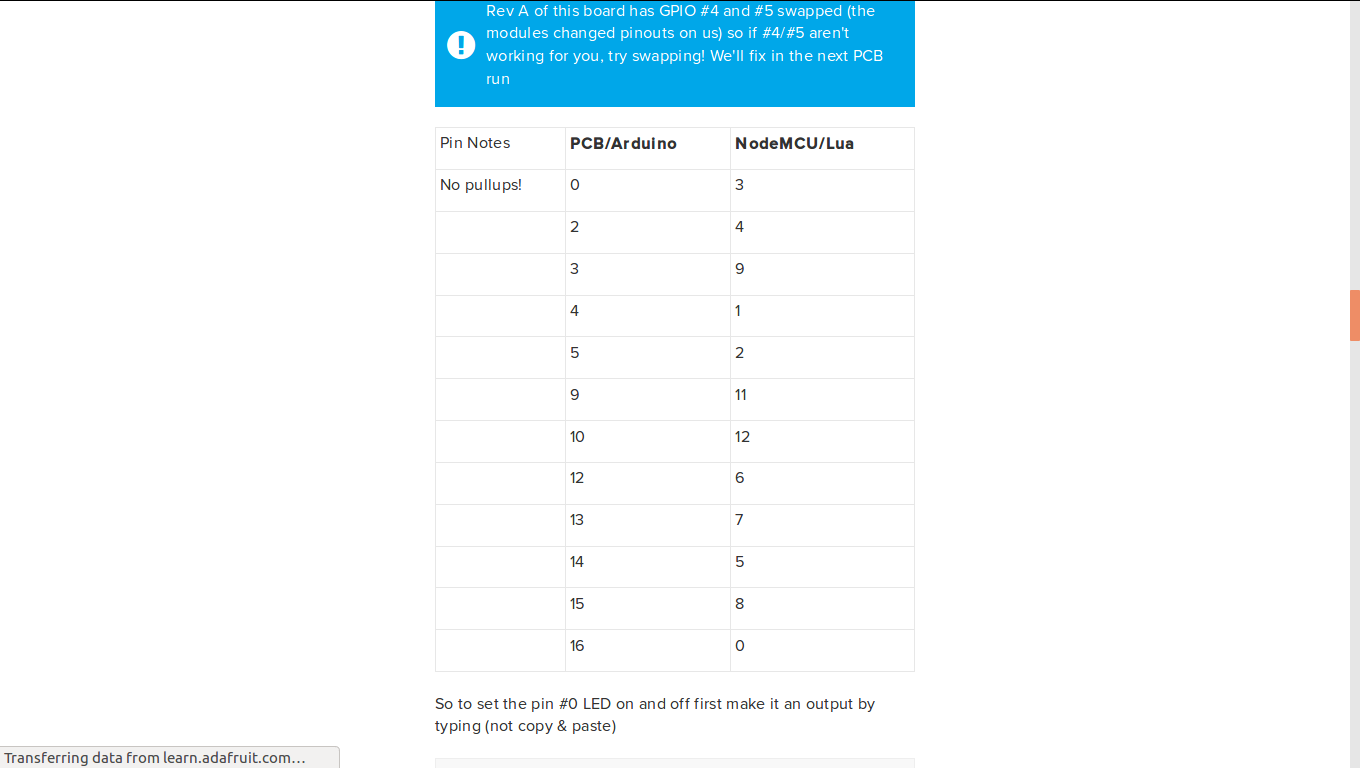 Rev A of this board has GPIO #4 and #5 swapped (the
modules changed pinouts on us) so if #4/#5 aren't
working for you, try swapping! We'll fix in the next PCB
run
Pin Notes PCB/Arduino NodeMCU/Lua
No pullups! 0 3
2 4
3 9
4 1
5 2
9 11
10 12
12 6
13 7
14 5
15 8
16 0
So to set the pin #0 LED on and off first make it an output by
typing (not copy & paste)
Transferring data from learn.adafruit.com…